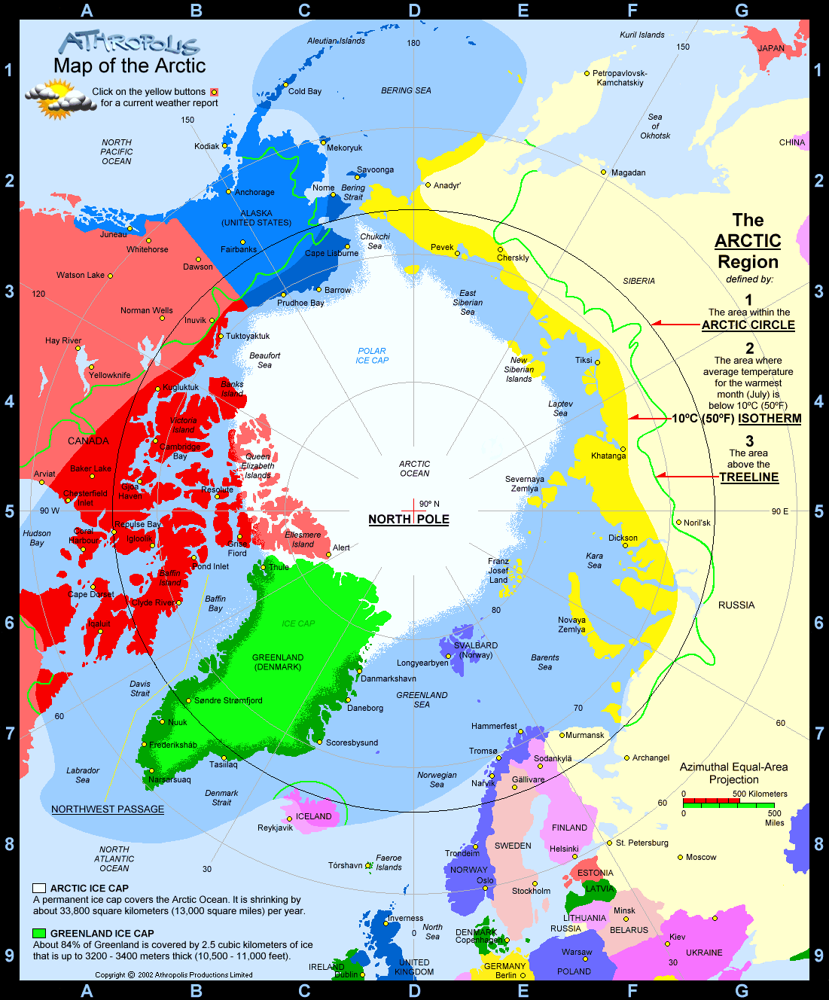 A B C D E F G
1
2
3
4
5
6
7
8
9
ATHROPOLIS
Map of the Arctic
Click on the yellow buttons
for a current weather report
Aleutian Islands
180
Kuril Islands
150
JAPAN
Petropavlovsk-
Kamchatskiy
Cold Bay
BERING SEA
150
Sea
of
Okhotsk
NORTH
PACIFIC
OCEAN
Kodiak
Mekoryuk
CHINA
Savoonga
Magadan
Anchorage
Nome
Bering
Strait
Anadyr'
ALASKA
(UNITED STATES)
Juneau
Whitehorse
Fairbanks
Chukchi
Sea
Cape Lisburne
Pevek
Cherskly
Dawson
Watson Lake
120
Barrow
Prudhoe Bay
East
Siberian
Sea
SIBERIA
The
ARCTIC
Region
defined by:
1
The area within the
ARCTIC CIRCLE
2
The area where
average temperature
for the warmest
month (July) is
below 10ºC (50ºF)
10ºC (50ºF) ISOTHERM
3
The area
above the
TREELINE
Norman Wells
Inuvik
Tuktoyaktuk
Hay River
Yellowknife
Beaufort
Sea
POLAR
ICE CAP
New
Siberian
Islands
Tiksi
Kugluktuk
Banks
Island
Laptev
Sea
Victoria
Island
CANADA
Cambridge
Bay
Queen
Elizabeth
Islands
Khatanga
ARCTIC
OCEAN
Arviat
Baker Lake
Gjoa
Haven
Resolute
Severnaya
Zemlya
Chesterfield
Inlet
90 W
90º N
NORTH POLE
90 E
Noril'sk
Hudson
Bay
Coral
Harbour
Repulse Bay
Igloolik
Grise
Fiord
Ellesmere
Island
Alert
Dickson
Kara
Sea
Franz
Josef
Land
Pond Inlet
Thule
Baffin
Island
Cape Dorset
Clyde River
Baffin
Bay
80
RUSSIA
Iqaluit
ICE CAP
Novaya
Zemlya
GREENLAND
(DENMARK)
SVALBARD
(Norway)
Longyearbyen
Barents
Sea
Danmarkshavn
Davis
Strait
Søndre Strømfjord
Daneborg
GREENLAND
SEA
70
60
Nuuk
Hammerfest
Murmansk
60
Frederikshåb
Scoresbysund
Tromsø
Sodankylä
Archangel
Labrador
Sea
Narsarsuaq
Tasiilaq
Norwegian
Sea
Narvik
Gällivare
Azimuthal Equal-Area
Projection
0 500 Kilometers
0 500
Miles
Denmark
Strait
NORTHWEST PASSAGE
ICELAND
Reykjavik
60
FINLAND
Helsinki
St. Petersburg
SWEDEN
Trondeim
NORTH
ATLANTIC
OCEAN
30
Tórshavn
Faeroe
Islands
NORWAY
Oslo
Stockholm
Moscow
ESTONIA
LATVIA
ARCTIC ICE CAP
A permanent ice cap covers the Arctic Ocean. It is shrinking by
about 33,800 square kilometers (13,000 square miles) per year.
GREENLAND ICE CAP
About 84% of Greenland is covered by 2.5 cubic kilometers of ice
that is up to 3200 - 3400 meters thick (10,500 - 11,000 feet).
Copyright © 2002 Athropolis Productions Limited
Inverness
0
North
Sea
DENMARK
Copenhagen
LITHUANIA
RUSSIA
Minsk
BELARUS
Kiev
UKRAINE
30
Warsaw
POLAND
GERMANY
Berlin
IRELAND
Dublin
UNITED
KINGDOM
1
2
3
4
5
6
7
8
9
A B C D E F G